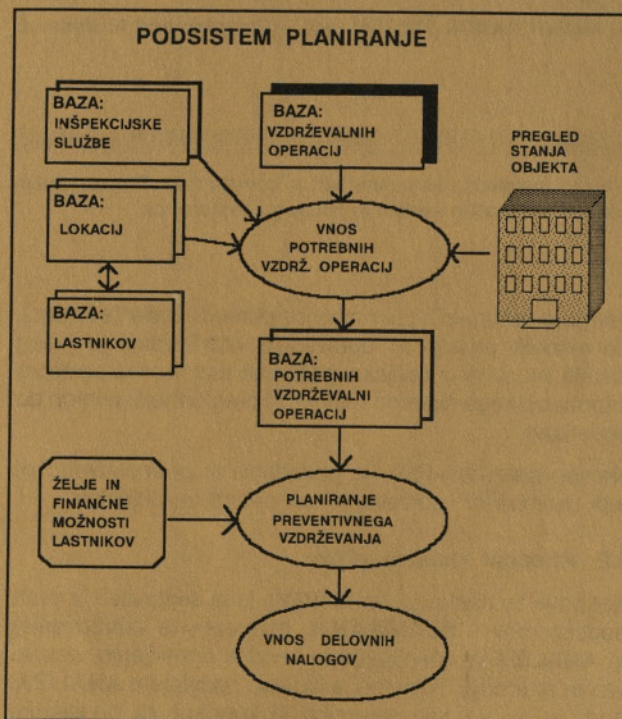 PODSISTEM PLANIRANJE
BAZA:
INŠPEKCIJSKE
SLUŽBE
BAZA:
VZDRŽEVALNIH
OPERACIJ
PREGLED
STANJA
OBJEKTA
BAZA:
LOKACIJ
VNOS
POTREBNIH
VZDRŽ. OPERACIJ
BAZA:
LASTNIKOV
BAZA:
POTREBNIH
VZDRŽEVALNI
OPERACIJ
ŽELJE IN
FINANČNE
MOŽNOSTI
LASTNIKOV
PLANIRANJE
PREVENTIVNEGA
VZDRŽEVANJA
VNOS DELOVNIH
NALOGOV